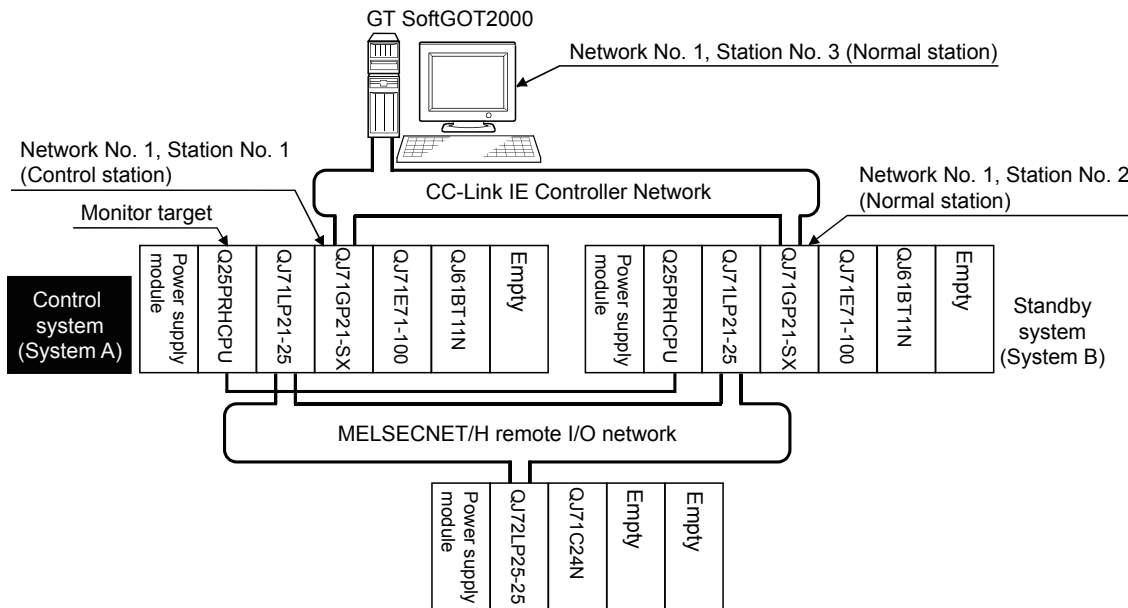 GT SoftGOT2000
Network No. 1, Station No. 3 (Normal station)
Network No. 1, Station No. 1
(Control station)
CC-Link IE Controller Network
Network No. 1, Station No. 2
(Normal station)
Monitor target
Control
system
(System A)
Power supply
module
Q25PRHCPU
QJ71LP21-25
QJ71GP21-SX
QJ71E71-100
QJ61BT11N
Empty
Power supply
module
Q25PRHCPU
QJ71LP21-25
QJ71GP21-SX
QJ71E71-100
QJ61BT11N
Empty
Standby
system
(System B)
MELSECNET/H remote I/O network
Power supply
module
QJ72LP25-25
QJ71C24N
Empty
Empty